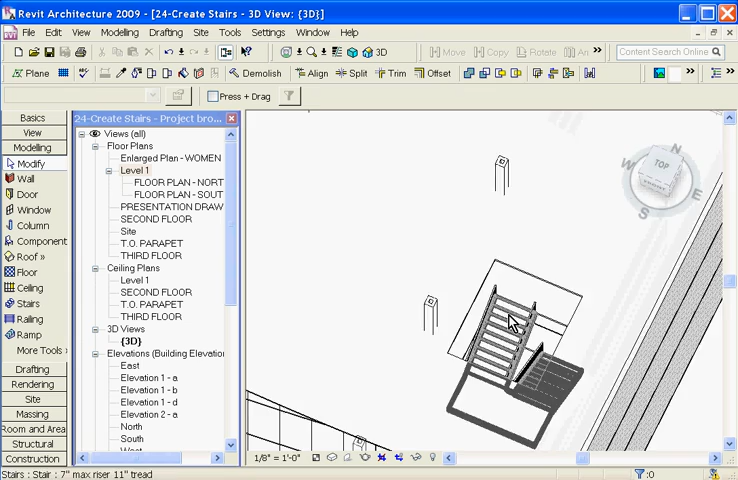 Revit Architecture 2009 - [24-Create Stairs - 3D View: {3D}]
File Edit View Modelling Drafting Site Tools Settings Window Help
3D Move Copy Rotate An » Content Search Online
Plane Demolish Align Split Trim Offset
Press + Drag
Basics
View
Modelling
Modify
Wall
Door
Window
Column
Component
Roof »
Floor
Ceiling
Stairs
Railing
Ramp
More Tools
Drafting
Rendering
Site
Massing
Room and Area
Structural
Construction
24-Create Stairs - Project bro...
Views (all)
Floor Plans
Enlarged Plan - WOMEN
Level 1
FLOOR PLAN - NORT
FLOOR PLAN - SOUT
PRESENTATION DRAW
SECOND FLOOR
Site
T.O. PARAPET
THIRD FLOOR
Ceiling Plans
Level 1
SECOND FLOOR
T.O. PARAPET
THIRD FLOOR
3D Views
{3D}
Elevations (Building Elevatio
East
Elevation 1 - a
Elevation 1 - b
Elevation 1 - d
Elevation 2 - a
North
South
West
N
W
TOP
E
S
1/8" = 1'-0"
Stairs : Stair : 7" max riser 11" tread
:0